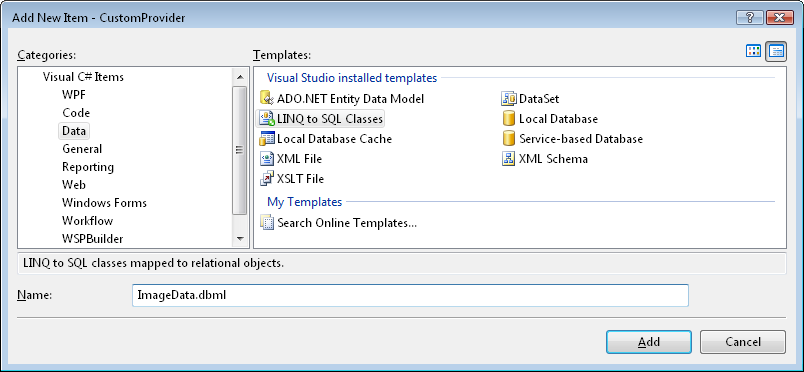 Add New Item - CustomProvider
Categories:
Visual C# Items
WPF
Code
Data
General
Reporting
Web
Windows Forms
Workflow
WSPBuilder
Templates:
Visual Studio installed templates
ADO.NET Entity Data Model
LINQ to SQL Classes
Local Database Cache
XML File
XSLT File
DataSet
Local Database
Service-based Database
XML Schema
My Templates
Search Online Templates...
LINQ to SQL classes mapped to relational objects.
Name:
ImageData.dbml
Add
Cancel